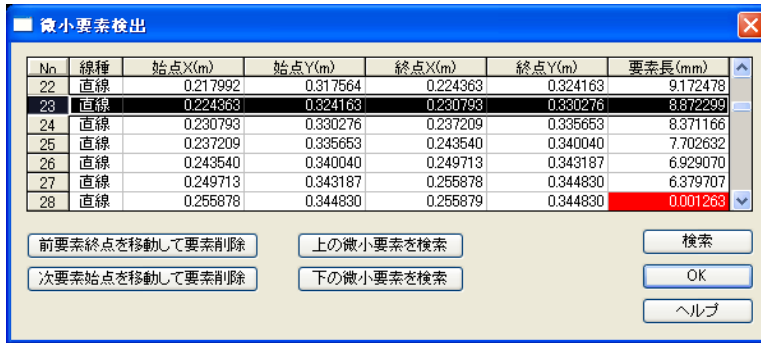 微小要素検出
No 線種 始点X(m) 始点Y(m) 終点X(m) 終点Y(m) 要素長(mm)
22 直線 0.217992 0.317564 0.224363 0.324163 9.172478
23 直線 0.224363 0.324163 0.230793 0.330276 8.872299
24 直線 0.230793 0.330276 0.237209 0.335653 8.371166
25 直線 0.237209 0.335653 0.243540 0.340040 7.702632
26 直線 0.243540 0.340040 0.249713 0.343187 6.929070
27 直線 0.249713 0.343187 0.255878 0.344830 6.379707
28 直線 0.255878 0.344830 0.255879 0.344830 0.001263
前要素終点を移動して要素削除 上の微小要素を検索 検索
次要素始点を移動して要素削除 下の微小要素を検索 OK
ヘルプ